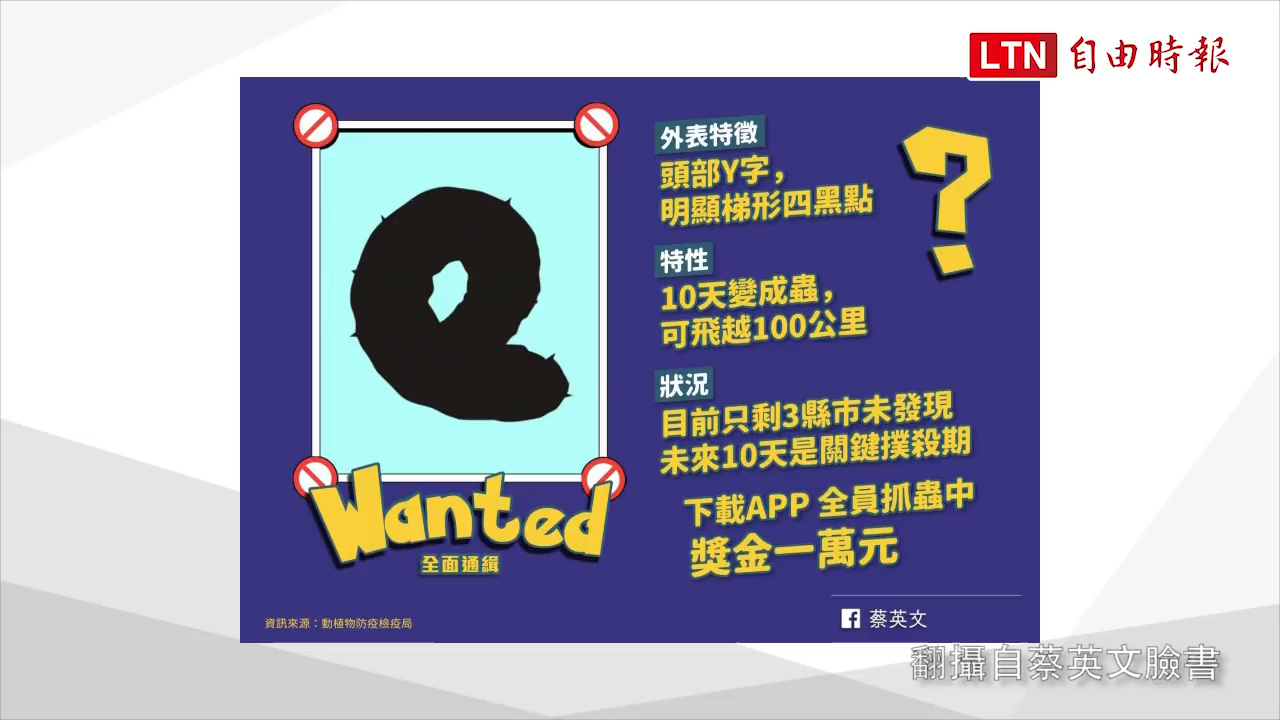 LTN 自由時報
外表特徵
頭部Y字，
明顯梯形四黑點
特性
10天變成蟲，
可飛越100公里
狀況
目前只剩3縣市未發現
未來10天是關鍵撲殺期
下載APP 全員抓蟲中
獎金一萬元
Wanted
全面通緝
資訊來源：動植物防疫檢疫局
蔡英文
翻攝自蔡英文臉書